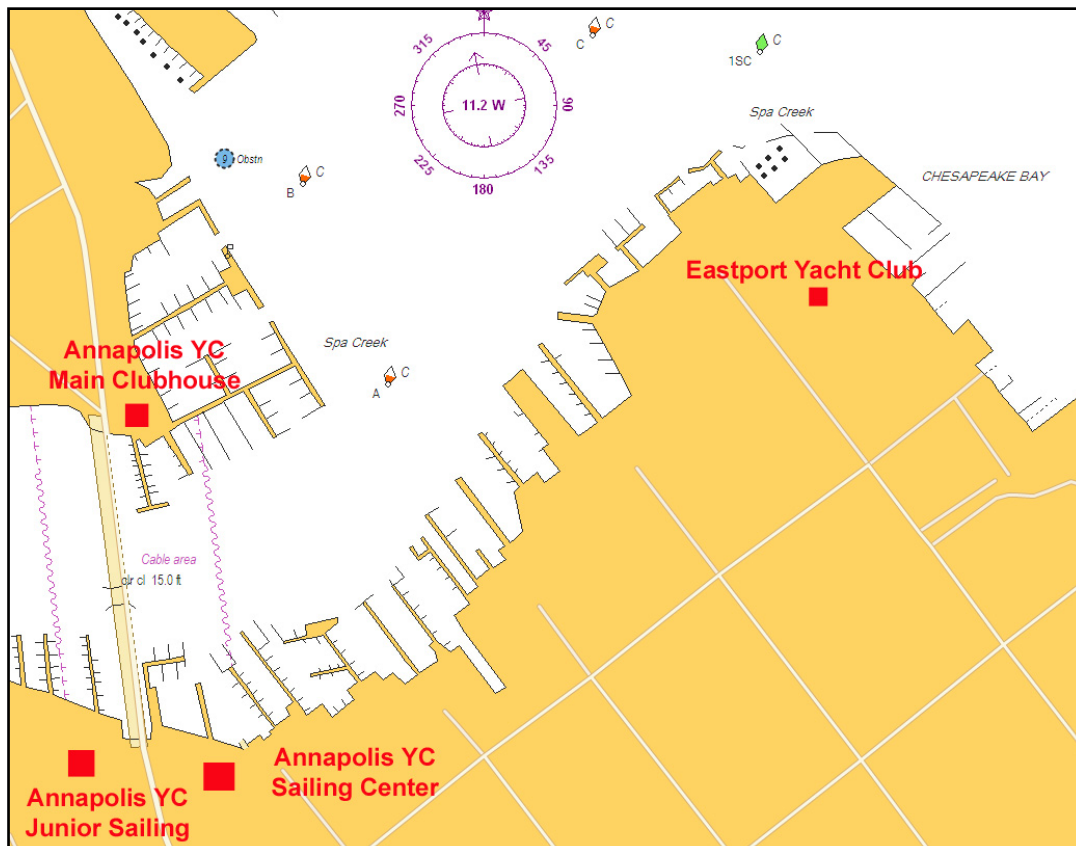 C
C
C
1SC
315
45
270
11.2 W
90
225
135
180
Spa Creek
9
Obstn
C
B
CHESAPEAKE BAY
Eastport Yacht Club
Spa Creek
Annapolis YC
Main Clubhouse
C
A
Cable area
clr cl 15.0 ft
Annapolis YC
Sailing Center
Annapolis YC
Junior Sailing